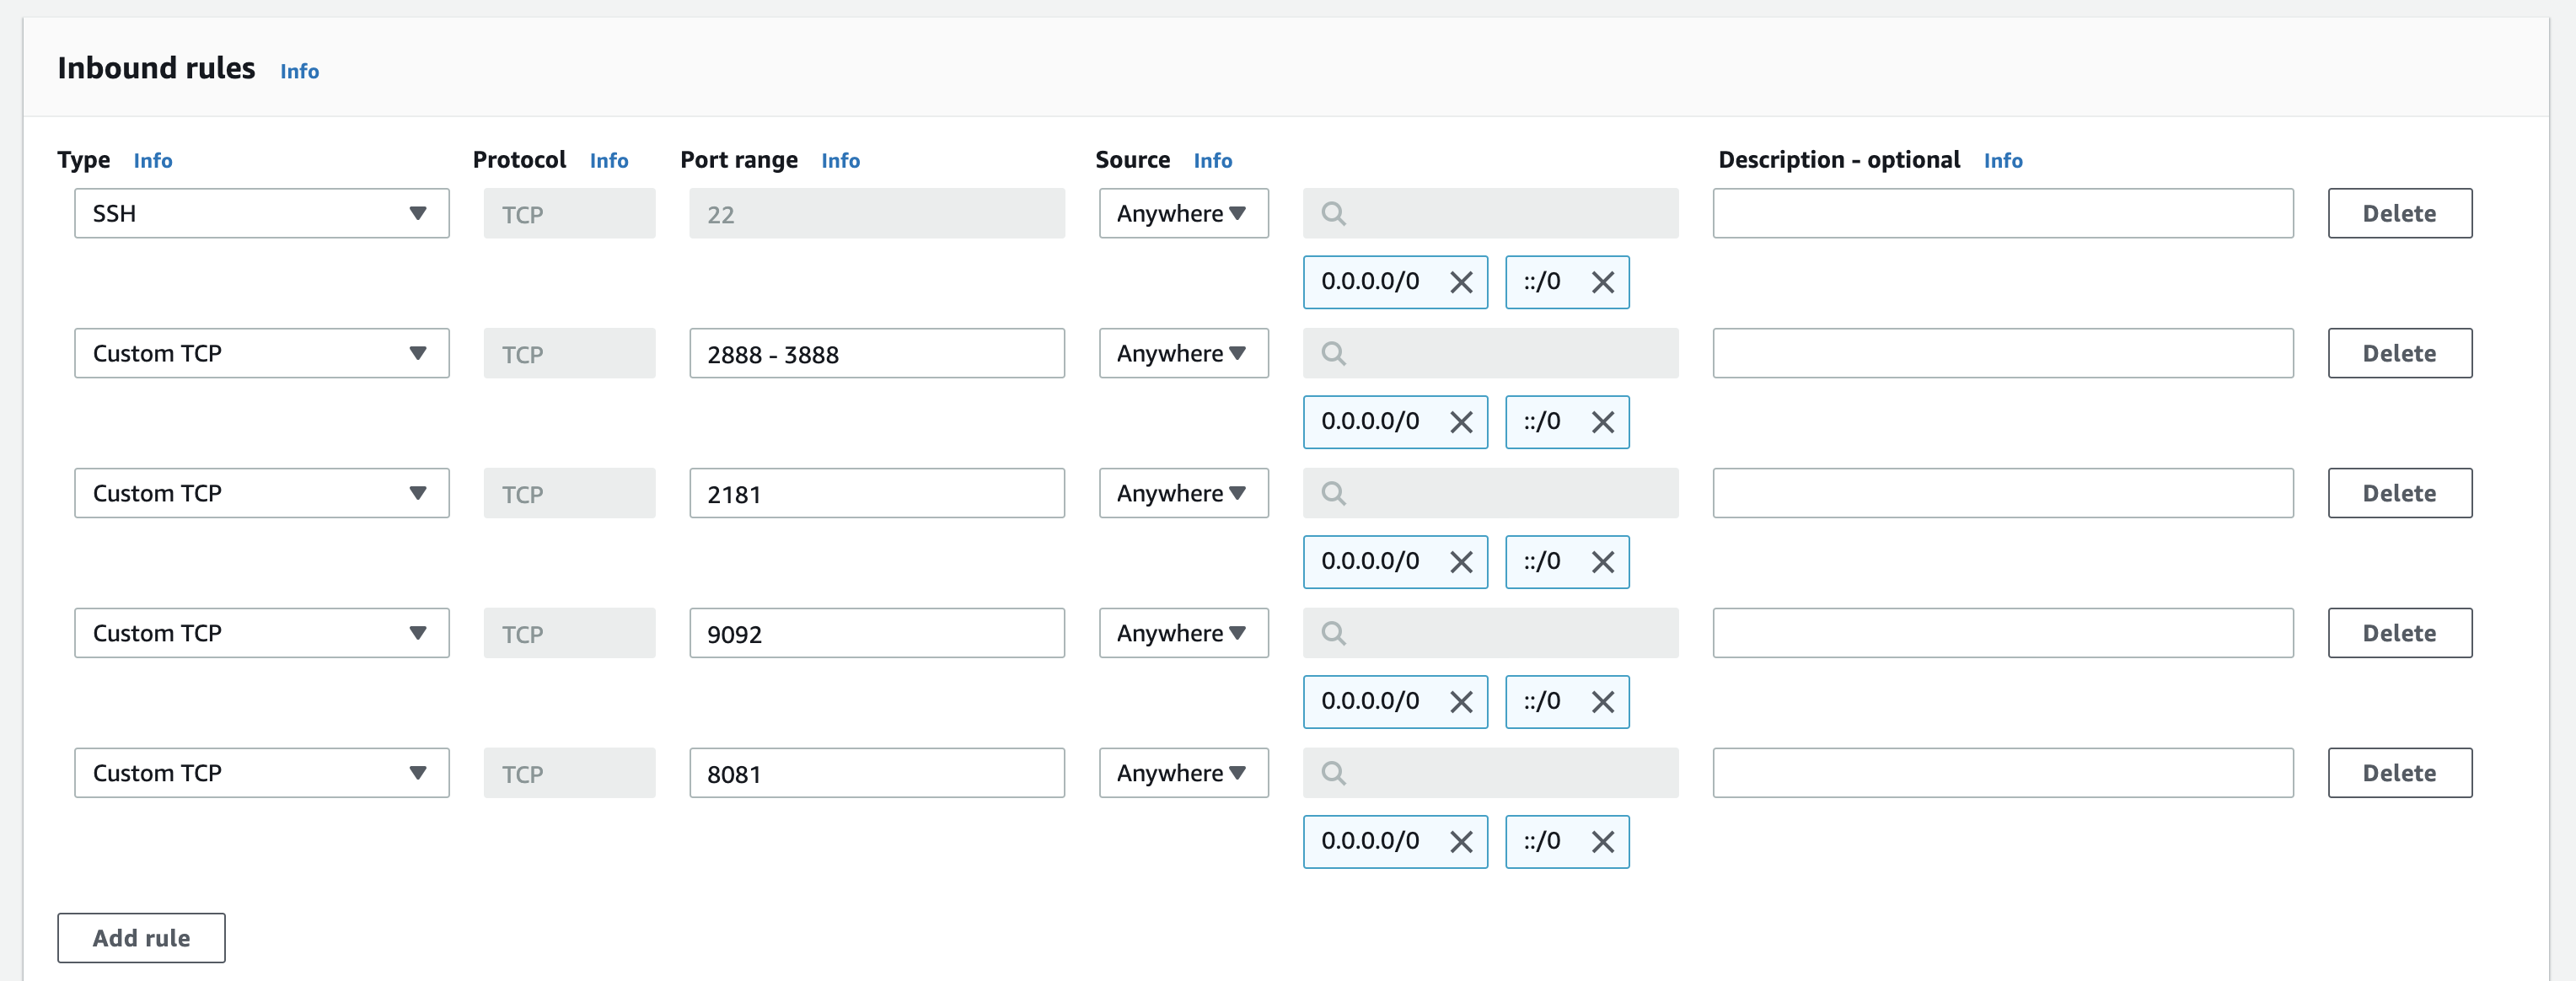 Inbound rules Info
Type Info Protocol Info Port range Info Source Info Description - optional Info
SSH TCP 22 Anywhere Delete
0.0.0.0/0 ::/0
Custom TCP TCP 2888 - 3888 Anywhere Delete
0.0.0.0/0 ::/0
Custom TCP TCP 2181 Anywhere Delete
0.0.0.0/0 ::/0
Custom TCP TCP 9092 Anywhere Delete
0.0.0.0/0 ::/0
Custom TCP TCP 8081 Anywhere Delete
0.0.0.0/0 ::/0
Add rule